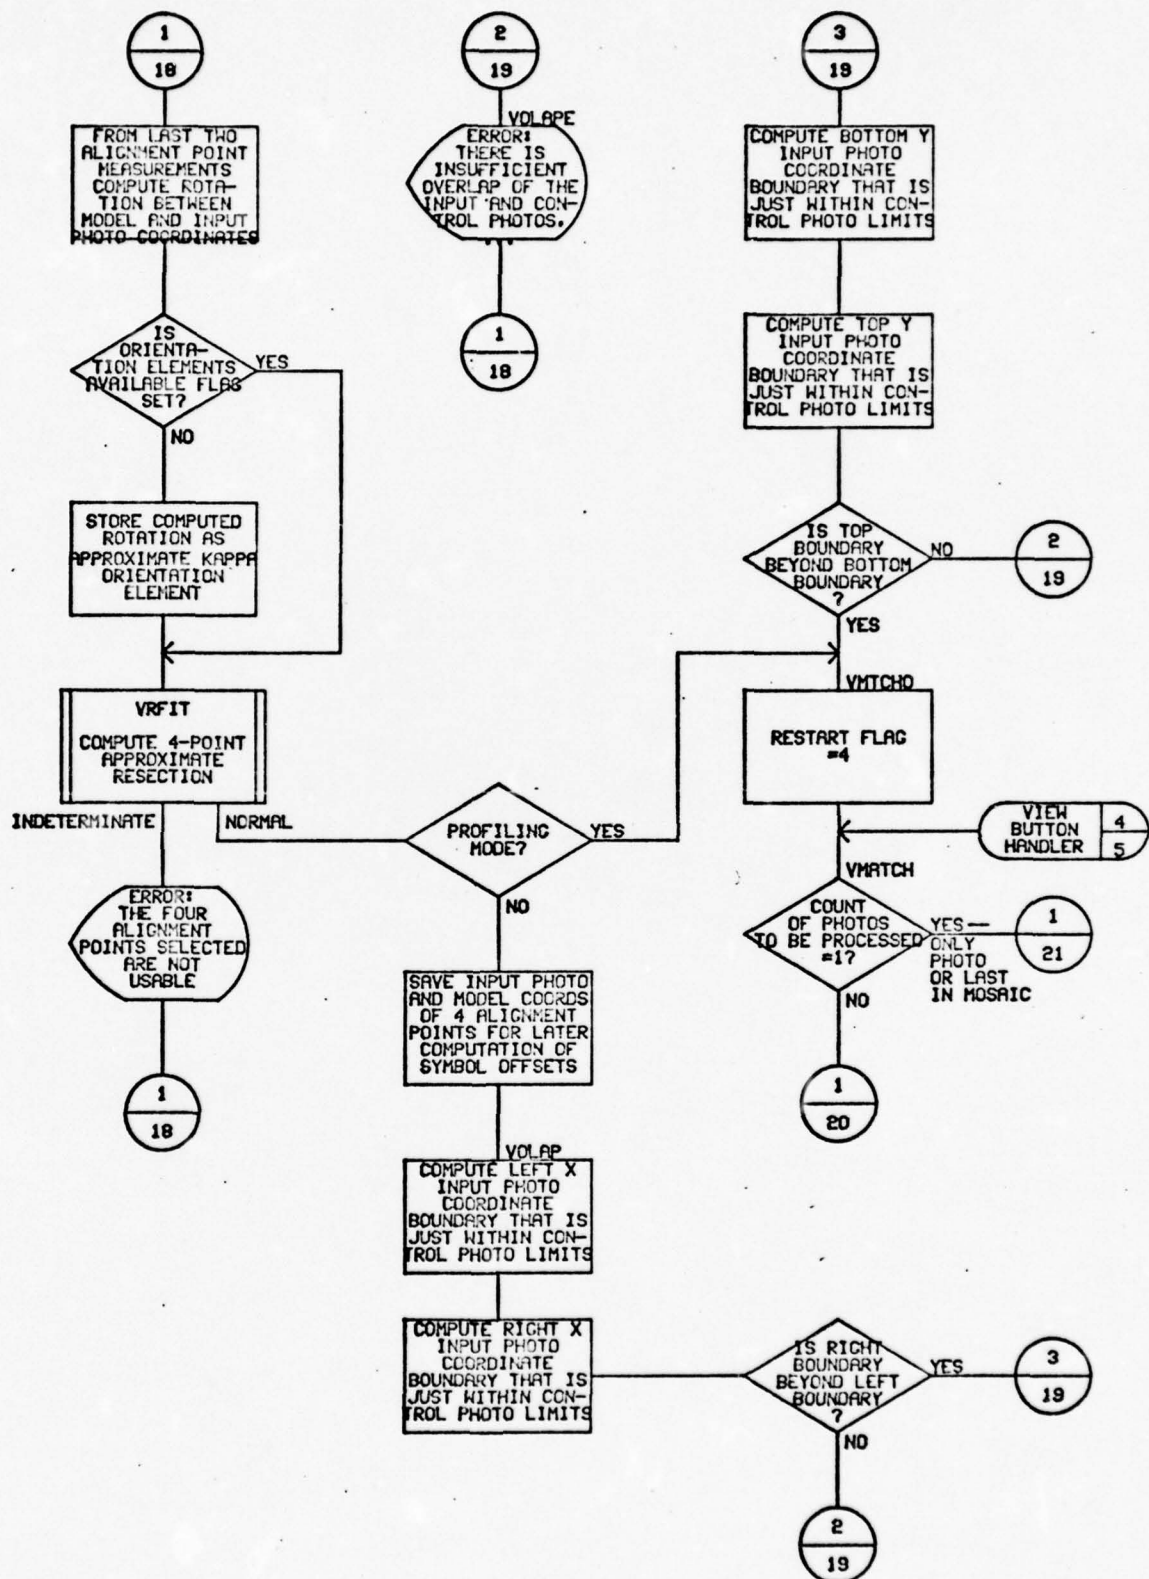 1
18
FROM LAST TWO
ALIGNMENT POINT
MEASUREMENTS
COMPUTE ROTA-
TION BETWEEN
MODEL AND INPUT
PHOTO COORDINATES
IS
ORIENTA-
TION ELEMENTS
AVAILABLE FLAG
SET?
YES
NO
STORE COMPUTED
ROTATION AS
APPROXIMATE KAPPA
ORIENTATION
ELEMENT
VRFIT
COMPUTE 4-POINT
APPROXIMATE
RESECTION
INDETERMINATE
NORMAL
ERROR:
THE FOUR
ALIGNMENT
POINTS SELECTED
ARE NOT
USABLE
1
18
2
19
VOLAPE
ERROR:
THERE IS
INSUFFICIENT
OVERLAP OF THE
INPUT AND CON-
TROL PHOTOS.
1
18
PROFILING
MODE?
YES
NO
SAVE INPUT PHOTO
AND MODEL COORDS
OF 4 ALIGNMENT
POINTS FOR LATER
COMPUTATION OF
SYMBOL OFFSETS
VOLAP
COMPUTE LEFT X
INPUT PHOTO
COORDINATE
BOUNDARY THAT IS
JUST WITHIN CON-
TROL PHOTO LIMITS
COMPUTE RIGHT X
INPUT PHOTO
COORDINATE
BOUNDARY THAT IS
JUST WITHIN CON-
TROL PHOTO LIMITS
IS RIGHT
BOUNDARY
BEYOND LEFT
BOUNDARY
?
YES
3
19
NO
2
19
3
19
COMPUTE BOTTOM Y
INPUT PHOTO
COORDINATE
BOUNDARY THAT IS
JUST WITHIN CON-
TROL PHOTO LIMITS
COMPUTE TOP Y
INPUT PHOTO
COORDINATE
BOUNDARY THAT IS
JUST WITHIN CON-
TROL PHOTO LIMITS
IS TOP
BOUNDARY
BEYOND BOTTOM
BOUNDARY
?
NO
2
19
YES
VMTCHO
RESTART FLAG
=4
VIEW
BUTTON
HANDLER
4
5
VMATCH
COUNT
OF PHOTOS
TO BE PROCESSED
=1?
YES —
ONLY
PHOTO
OR LAST
IN MOSAIC
1
21
NO
1
20